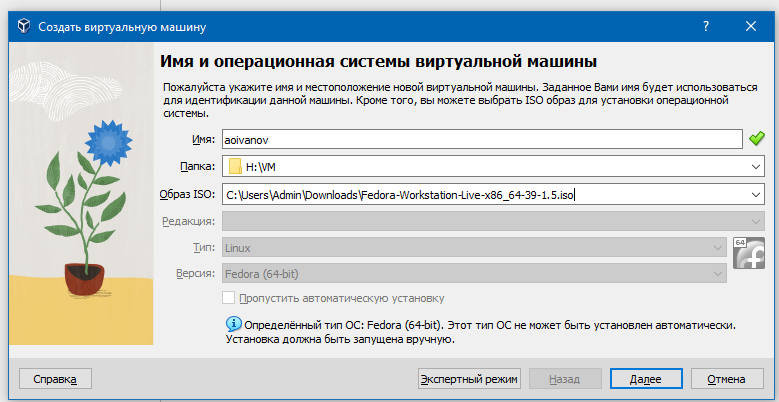 Создать виртуальную машину
?
Имя и операционная системы виртуальной машины
Пожалуйста укажите имя и местоположение новой виртуальной машины. Заданное Вами имя будет использоваться
для идентификации данной машины. Кроме того, вы можете выбрать ISO образ для установки операционной
системы.
Имя: aoivanov
Папка: H:\VM
Образ ISO: C:\Users\Admin\Downloads\Fedora-Workstation-Live-x86_64-39-1.5.iso
Редакция:
Тип: Linux
64
Версия: Fedora (64-bit)
Пропустить автоматическую установку
Определённый тип ОС: Fedora (64-bit). Этот тип ОС не может быть установлен автоматически.
Установка должна быть запущена вручную.
Справка Экспертный режим Назад Далее Отмена